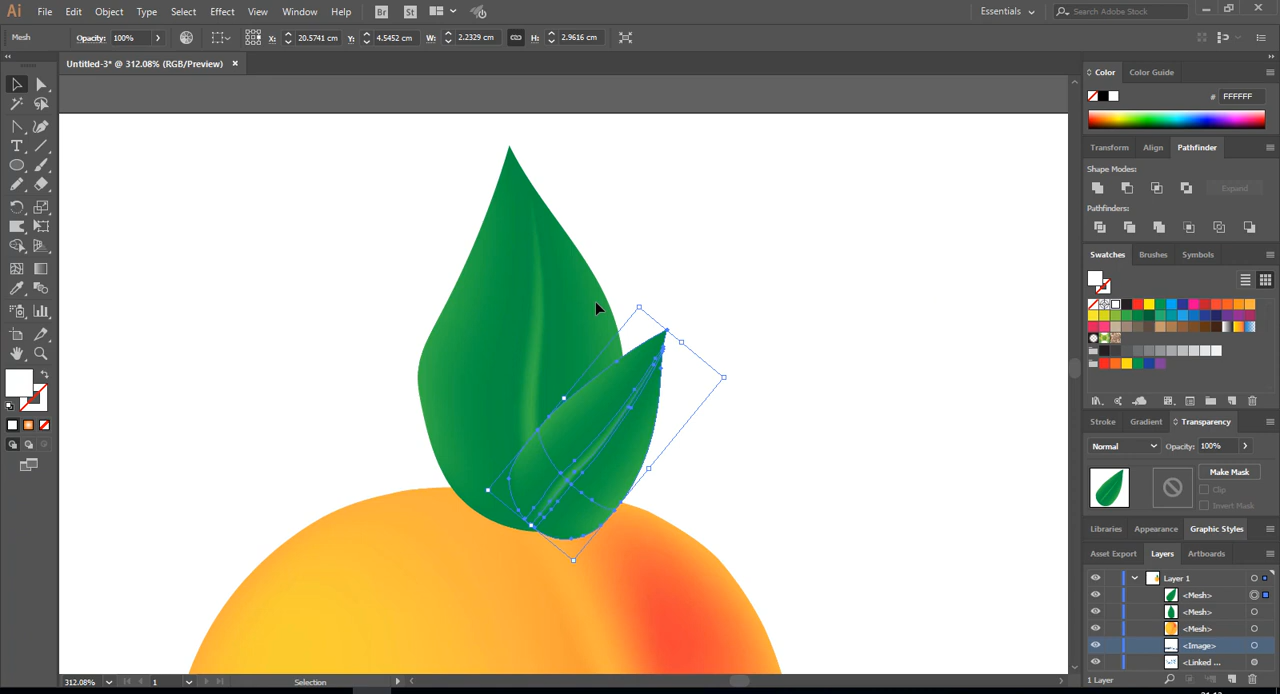 Ai File Edit Object Type Select Effect View Window Help Br St Essentials Search Adobe Stock
Mesh Opacity: 100% X: 20.5741 cm Y: 4.5452 cm W: 2.2329 cm H: 2.9616 cm
Untitled-3* @ 312.08% (RGB/Preview)
Color Color Guide
# FFFFFF
Transform Align Pathfinder
Shape Modes:
Expand
Pathfinders:
Swatches Brushes Symbols
Stroke Gradient Transparency
Normal Opacity: 100%
Make Mask
Clip
Invert Mask
Libraries Appearance Graphic Styles
Asset Export Layers Artboards
Layer 1
<Mesh>
<Mesh>
<Mesh>
<Image>
<Linked ...
1 Layer
312.08% 1 Selection